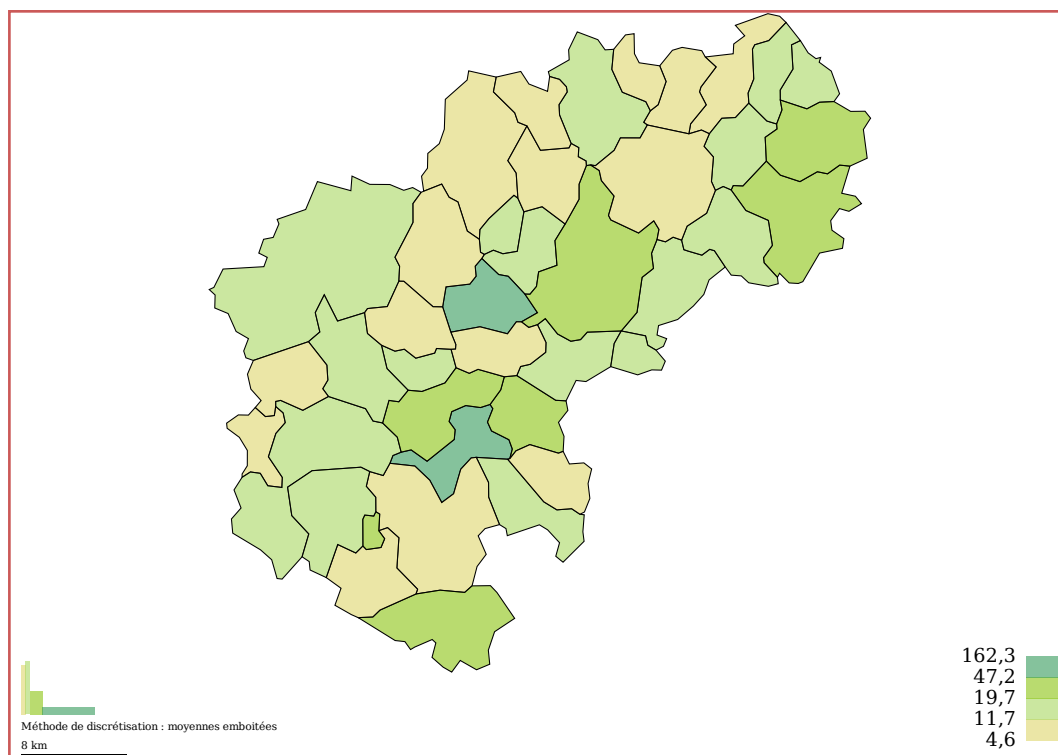 162,3
47,2
19,7
11,7
4,6
Méthode de discrétisation : moyennes emboitées
8 km